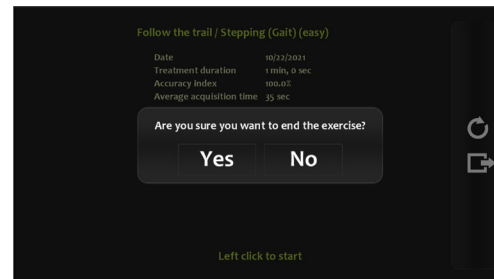 Follow the trail / Stepping (Gait) (easy)
Date 10/22/2021
Treatment duration 1 min, 0 sec
Accuracy index 100.0%
Average acquisition time 35 sec
Are you sure you want to end the exercise?
Yes No
Left click to start